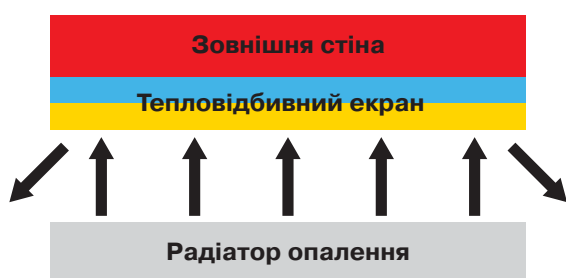 Зовнішня стіна
Тепловідбивний екран
Радіатор опалення